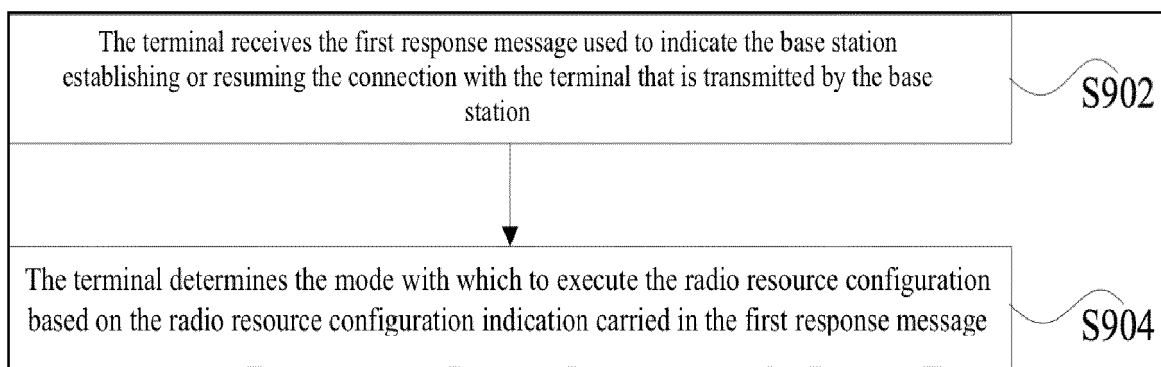 The terminal receives the first response message used to indicate the base station
establishing or resuming the connection with the terminal that is transmitted by the base
station
S902
The terminal determines the mode with which to execute the radio resource configuration
based on the radio resource configuration indication carried in the first response message
S904